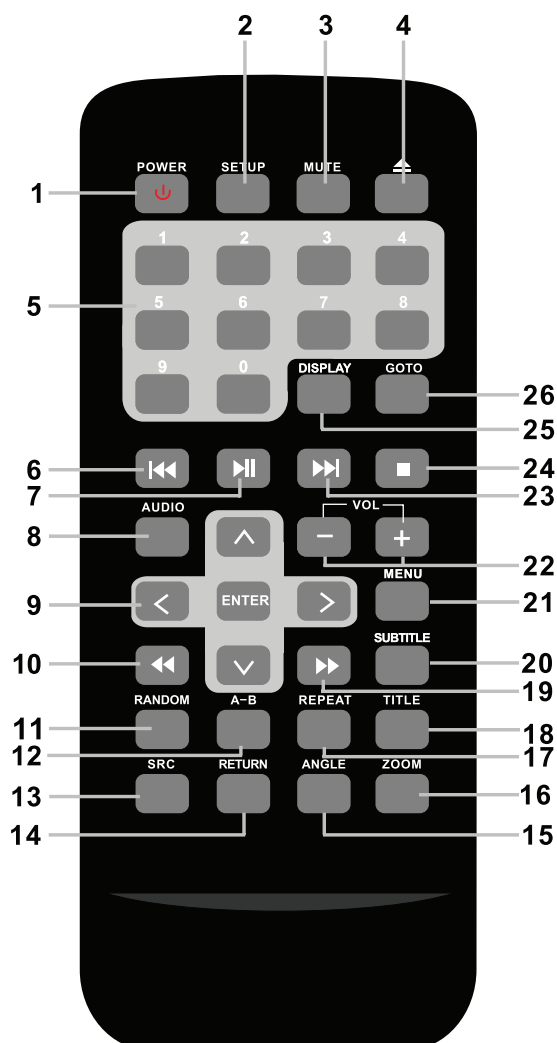 2 3 4
POWER SETUP MUTE
1
1 2 3 4
5
5 6 7 8
9 0 DISPLAY GOTO
26
25
6 24
7 23
AUDIO VOL
8 − +
22
MENU
9 ENTER 21
SUBTITLE
10 20
19
RANDOM A-B REPEAT TITLE
11 18
12 17
SRC RETURN ANGLE ZOOM
13 16
14 15